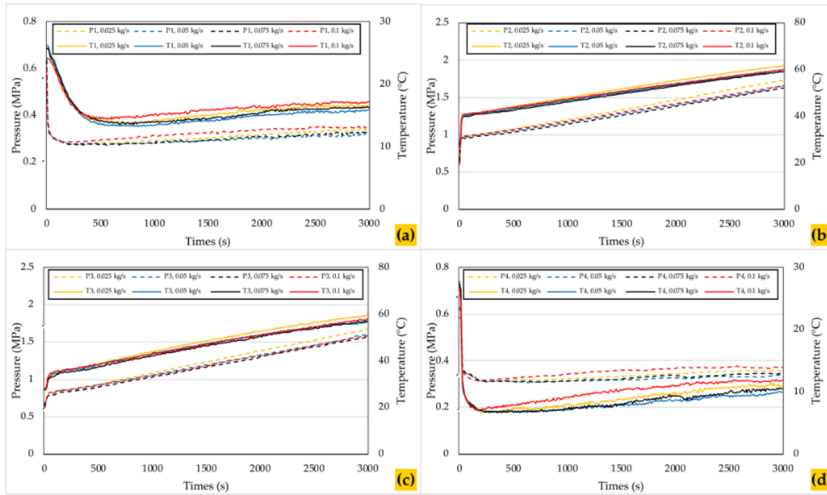 P1, 0.025 kg/s P1, 0.05 kg/s P1, 0.075 kg/s P1, 0.1 kg/s
T1, 0.025 kg/s T1, 0.05 kg/s T1, 0.075 kg/s T1, 0.1 kg/s
0.8 30
0.6 20
0.4
0.2 10
0 0
Pressure (MPa)
Temperature (°C)
0 500 1000 1500 2000 2500 3000
Times (s)
(a)
P2, 0.025 kg/s P2, 0.05 kg/s P2, 0.075 kg/s P2, 0.1 kg/s
T2, 0.025 kg/s T2, 0.05 kg/s T2, 0.075 kg/s T2, 0.1 kg/s
2.5 80
2 60
1.5 40
1 20
0.5 0
0
Pressure (MPa)
Temperature (°C)
0 500 1000 1500 2000 2500 3000
Times (s)
(b)
P3, 0.025 kg/s P3, 0.05 kg/s P3, 0.075 kg/s P3, 0.1 kg/s
T3, 0.025 kg/s T3, 0.05 kg/s T3, 0.075 kg/s T3, 0.1 kg/s
2.5 80
2 60
1.5 40
1 20
0.5 0
0
Pressure (MPa)
Temperature (°C)
0 500 1000 1500 2000 2500 3000
Times (s)
(c)
P4, 0.025 kg/s P4, 0.05 kg/s P4, 0.075 kg/s P4, 0.1 kg/s
T4, 0.025 kg/s T4, 0.05 kg/s T4, 0.075 kg/s T4, 0.1 kg/s
0.8 30
0.6 20
0.4
0.2 10
0 0
Pressure (MPa)
Temperature (°C)
0 500 1000 1500 2000 2500 3000
Times (s)
(d)